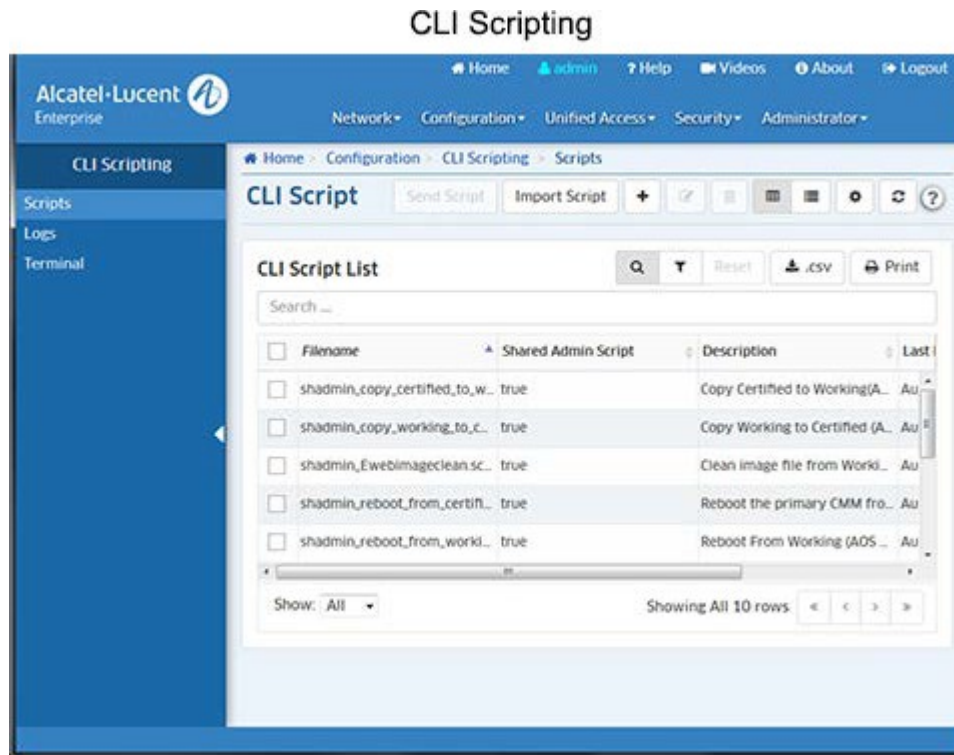 CLI Scripting
Home admin ? Help Videos About Logout
Alcatel·Lucent
Enterprise
Network Configuration Unified Access Security Administrator
CLI Scripting
Scripts
Logs
Terminal
Home > Configuration > CLI Scripting > Scripts
CLI Script Send Script Import Script + ?
CLI Script List Reset .csv Print
Search ...
Filename Shared Admin Script Description Last
shadmin_copy_certified_to_w... true Copy Certified to Working(A... Au
shadmin_copy_working_to_c... true Copy Working to Certified (A... Au
shadmin_Ewebimageclean.sc... true Clean image file from Worki... Au
shadmin_reboot_from_certifi... true Reboot the primary CMM fro... Au
shadmin_reboot_from_worki... true Reboot From Working (AOS ... Au
Show: All Showing All 10 rows « < > »